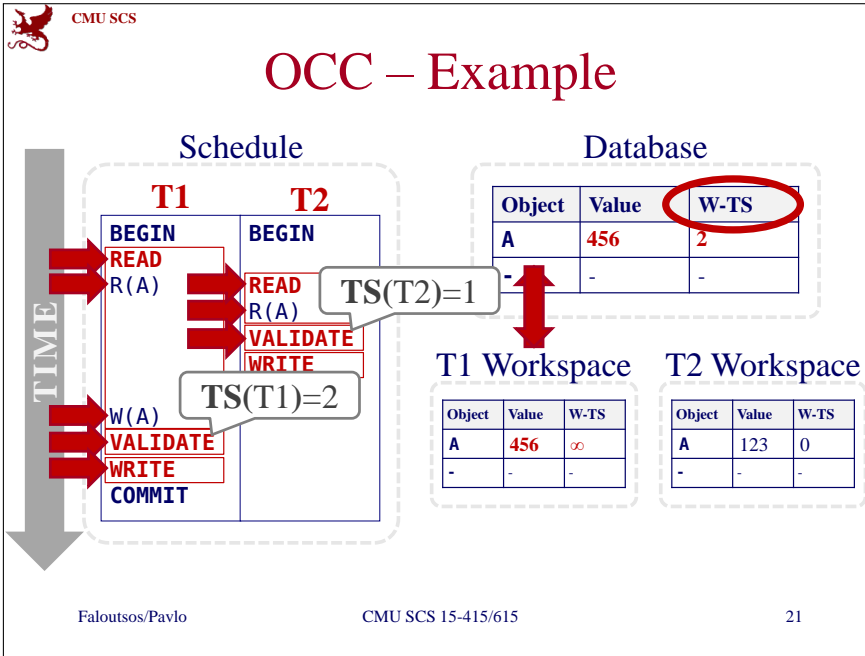 CMU SCS
OCC – Example
Schedule
T1 T2
BEGIN BEGIN
READ
R(A) READ
R(A)
VALIDATE
WRITE
TS(T2)=1
TS(T1)=2
W(A)
VALIDATE
WRITE
COMMIT
TIME
Database
Object Value W-TS
A 456 2
- - -
T1 Workspace
Object Value W-TS
A 456 ∞
- - -
T2 Workspace
Object Value W-TS
A 123 0
- - -
Faloutsos/Pavlo CMU SCS 15-415/615 21